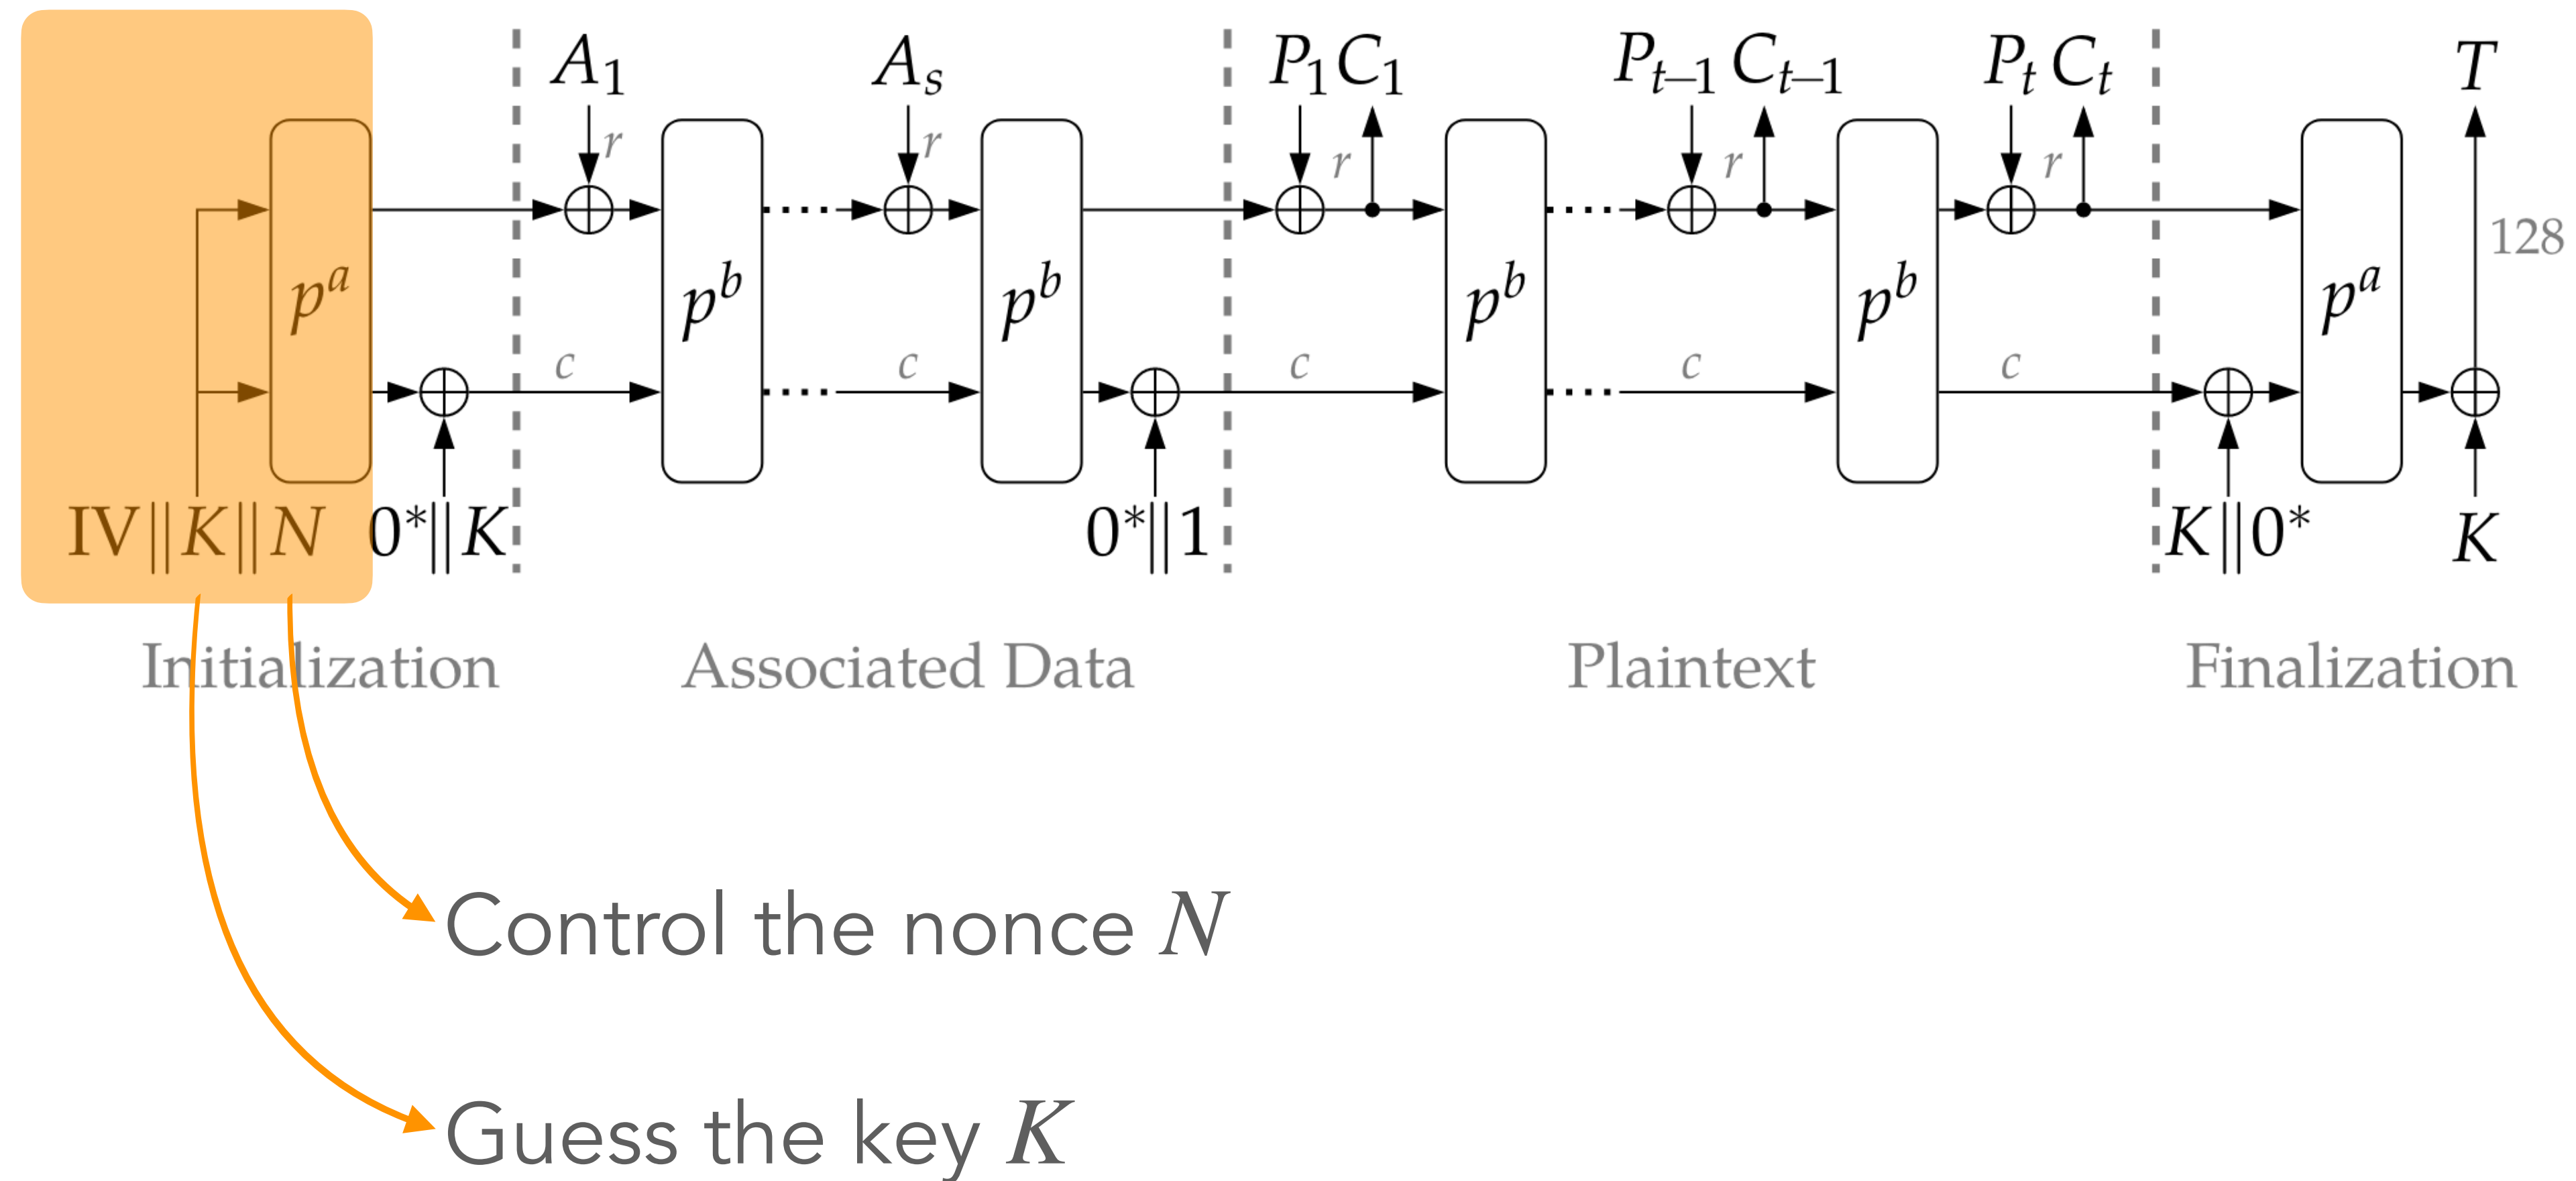 A₁ Aₛ P₁ C₁ Pₜ₋₁ Cₜ₋₁ Pₜ Cₜ T
r r r r r
128
pᵃ pᵇ pᵇ pᵇ pᵇ pᵃ
c c c c c
IV‖K‖N 0*‖K 0*‖1 K‖0* K
Initialization Associated Data Plaintext Finalization
Control the nonce N
Guess the key K